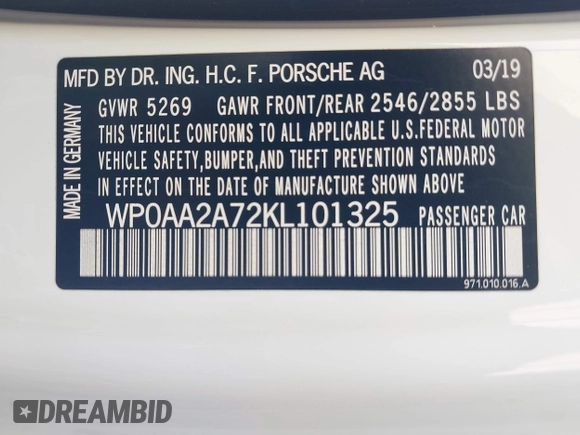 MFD BY DR. ING. H.C. F. PORSCHE AG 03/19
GVWR 5269 GAWR FRONT/REAR 2546/2855 LBS
THIS VEHICLE CONFORMS TO ALL APPLICABLE U.S.FEDERAL MOTOR
VEHICLE SAFETY,BUMPER,AND THEFT PREVENTION STANDARDS
IN EFFECT ON THE DATE OF MANUFACTURE SHOWN ABOVE
MADE IN GERMANY
WP0AA2A72KL101325 PASSENGER CAR
971.010.016.A
DREAMBID